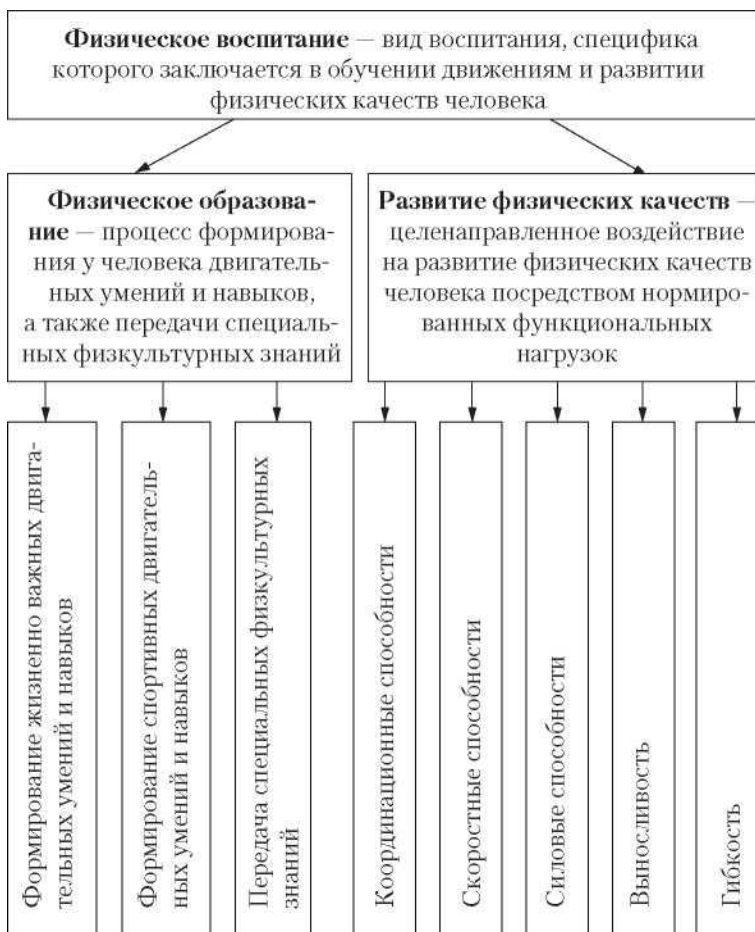 Физическое воспитание — вид воспитания, специфика
которого заключается в обучении движениям и развитии
физических качеств человека
Физическое образова-
ние — процесс формирова-
ния у человека двигатель-
ных умений и навыков,
а также передачи специаль-
ных физкультурных знаний
Развитие физических качеств —
целенаправленное воздействие
на развитие физических качеств
человека посредством нормиро-
ванных функциональных
нагрузок
Формирование жизненно важных двига-
тельных умений и навыков
Формирование спортивных двигатель-
ных умений и навыков
Передача специальных физкультурных
знаний
Координационные способности
Скоростные способности
Силовые способности
Выносливость
Гибкость